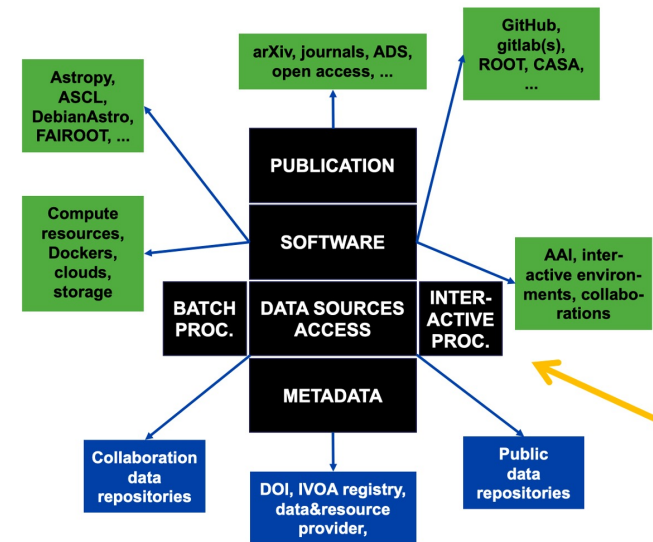 GitHub,
gitlab(s),
ROOT, CASA,
...
arXiv, journals, ADS,
open access, ...
Astropy,
ASCL,
DebianAstro,
FAIROOT, ...
PUBLICATION
Compute
resources,
Dockers,
clouds,
storage
SOFTWARE
AAI, inter-
active environ-
ments, collabo-
rations
BATCH
PROC.
DATA SOURCES
ACCESS
INTER-
ACTIVE
PROC.
METADATA
Collaboration
data
repositories
DOI, IVOA registry,
data&resource
provider,
Public
data
repositories